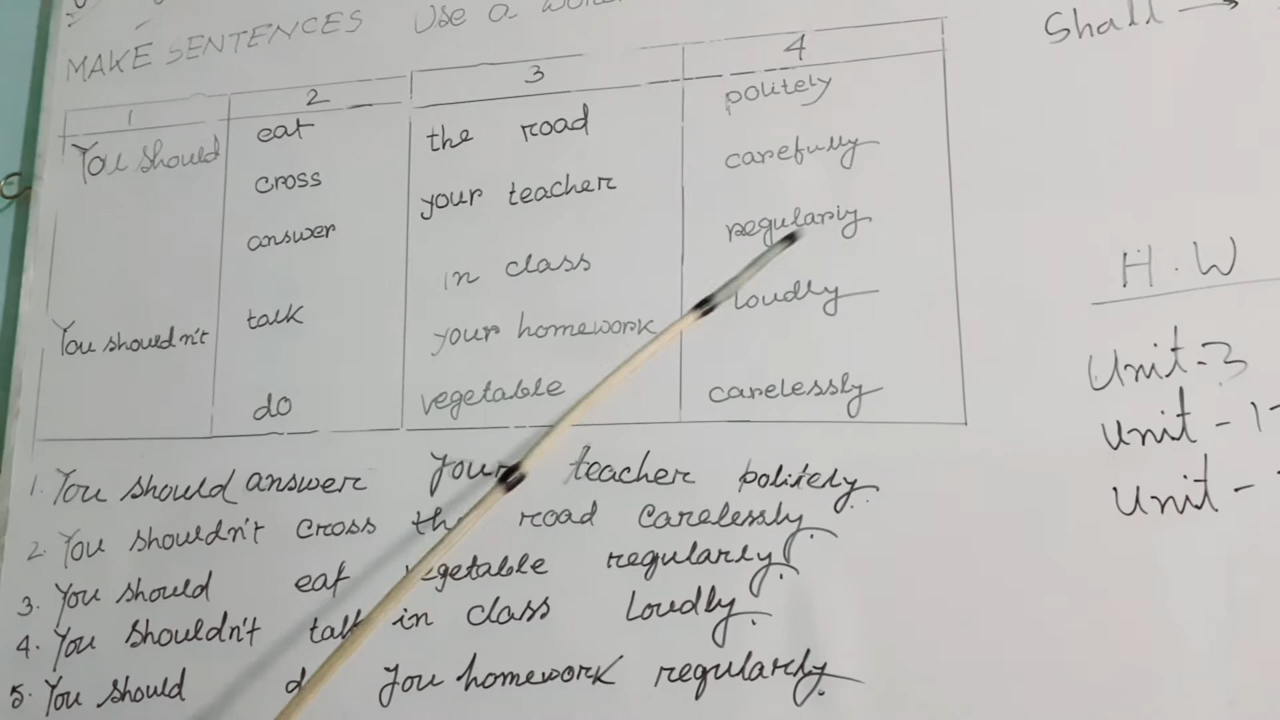 MAKE SENTENCES Use a
Shall →
1 2 3 4
You should eat the road politely
cross your teacher carefully
answer in class regularly
You shouldn't talk your homework loudly
do vegetable carelessly
H.W
Unit-3
Unit - 1
Unit -
1. You should answer your teacher politely.
2. You shouldn't cross the road carelessly.
3. You should eat vegetable regularly.
4. You shouldn't talk in class loudly.
5. You should you homework regularly.